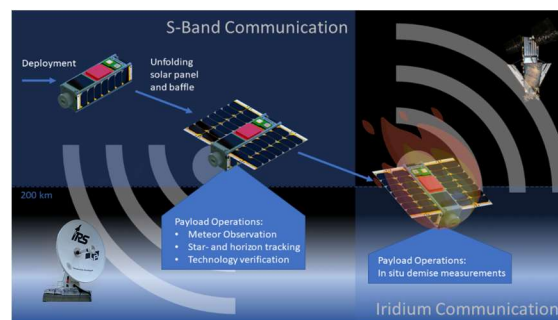 S-Band Communication
Deployment
Unfolding
solar panel
and baffle
200 km
IRS
Payload Operations:
• Meteor Observation
• Star- and horizon tracking
• Technology verification
Payload Operations:
In situ demise measurements
Iridium Communication